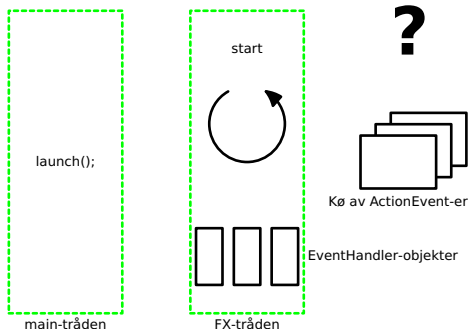 ?
start
launch();
Kø av ActionEvent-er
EventHandler-objekter
main-tråden
FX-tråden